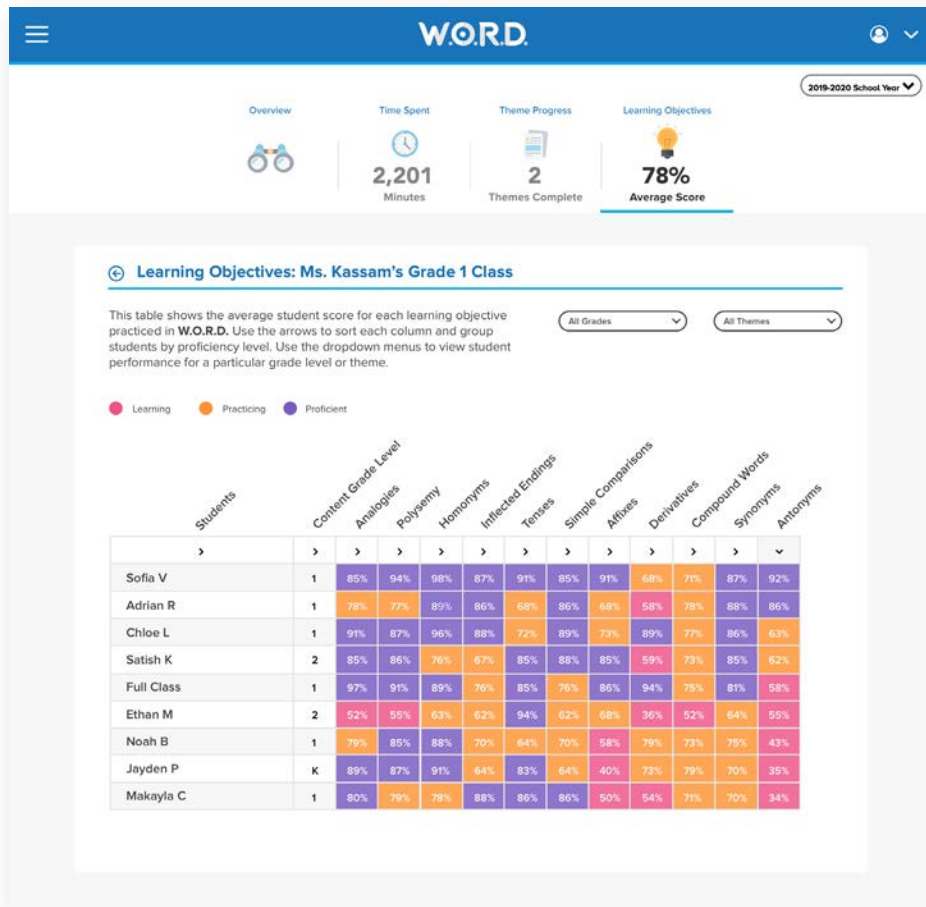 W.O.R.D.
2019-2020 School Year
Overview
Time Spent
2,201
Minutes
Theme Progress
2
Themes Complete
Learning Objectives
78%
Average Score
Learning Objectives: Ms. Kassam's Grade 1 Class
This table shows the average student score for each learning objective
practiced in W.O.R.D. Use the arrows to sort each column and group
students by proficiency level. Use the dropdown menus to view student
performance for a particular grade level or theme.
All Grades
All Themes
Learning Practicing Proficient
Students Content Grade Level Analogies Polysemy Homonyms Inflected Endings Tenses Simple Comparisons Affixes Derivatives Compound Words Synonyms Antonyms
Sofia V 1 85% 94% 98% 87% 91% 85% 91% 68% 71% 87% 92%
Adrian R 1 78% 77% 89% 86% 68% 86% 68% 58% 78% 88% 86%
Chloe L 1 91% 87% 96% 88% 72% 89% 73% 89% 77% 86% 63%
Satish K 2 85% 86% 76% 67% 85% 88% 85% 59% 73% 85% 62%
Full Class 1 97% 91% 89% 76% 85% 76% 86% 94% 75% 81% 58%
Ethan M 2 52% 55% 63% 62% 94% 62% 68% 36% 52% 64% 55%
Noah B 1 79% 85% 88% 70% 64% 70% 58% 79% 73% 75% 43%
Jayden P K 89% 87% 91% 64% 83% 64% 40% 73% 79% 70% 35%
Makayla C 1 80% 79% 78% 88% 86% 86% 50% 54% 71% 70% 34%